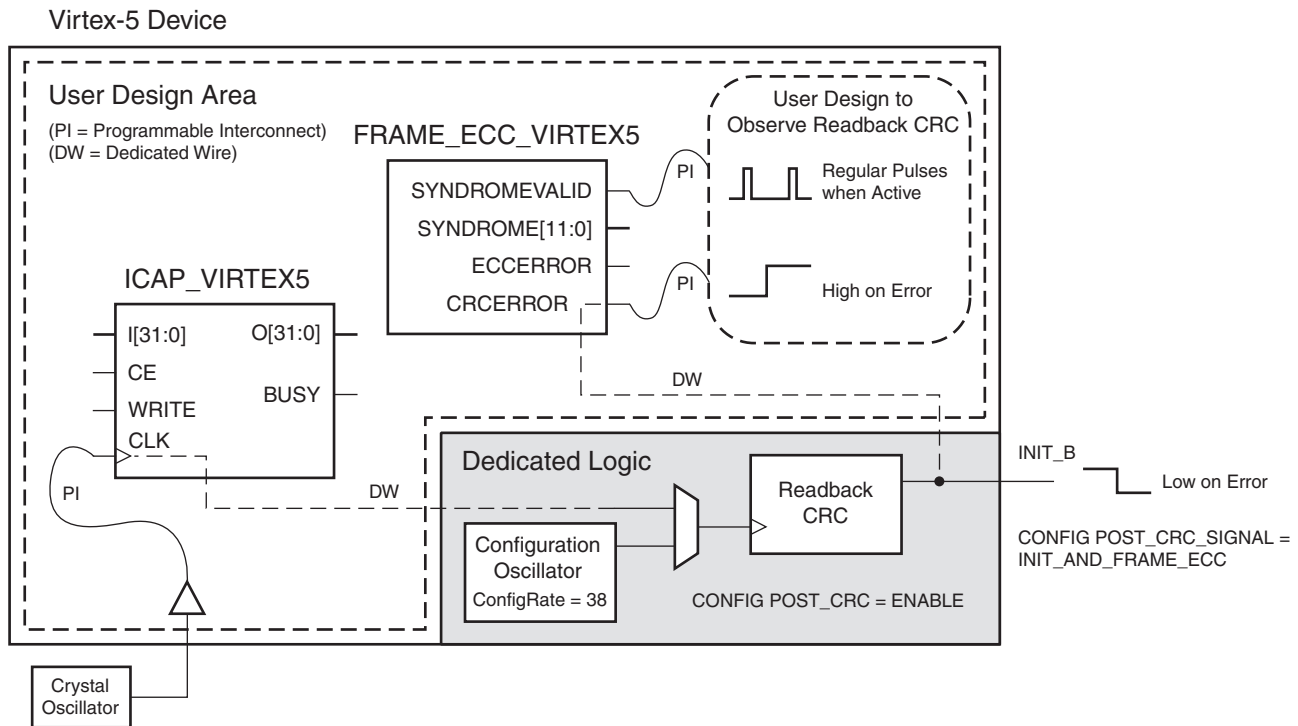 Virtex-5 Device
User Design Area
(PI = Programmable Interconnect)
(DW = Dedicated Wire)
FRAME_ECC_VIRTEX5
SYNDROMEVALID
SYNDROME[11:0]
ECCERROR
CRCERROR
PI
PI
User Design to
Observe Readback CRC
Regular Pulses
when Active
High on Error
ICAP_VIRTEX5
I[31:0]
O[31:0]
CE
WRITE
BUSY
CLK
PI
DW
DW
Dedicated Logic
Configuration
Oscillator
ConfigRate = 38
Readback
CRC
CONFIG POST_CRC = ENABLE
INIT_B
Low on Error
CONFIG POST_CRC_SIGNAL =
INIT_AND_FRAME_ECC
Crystal
Oscillator